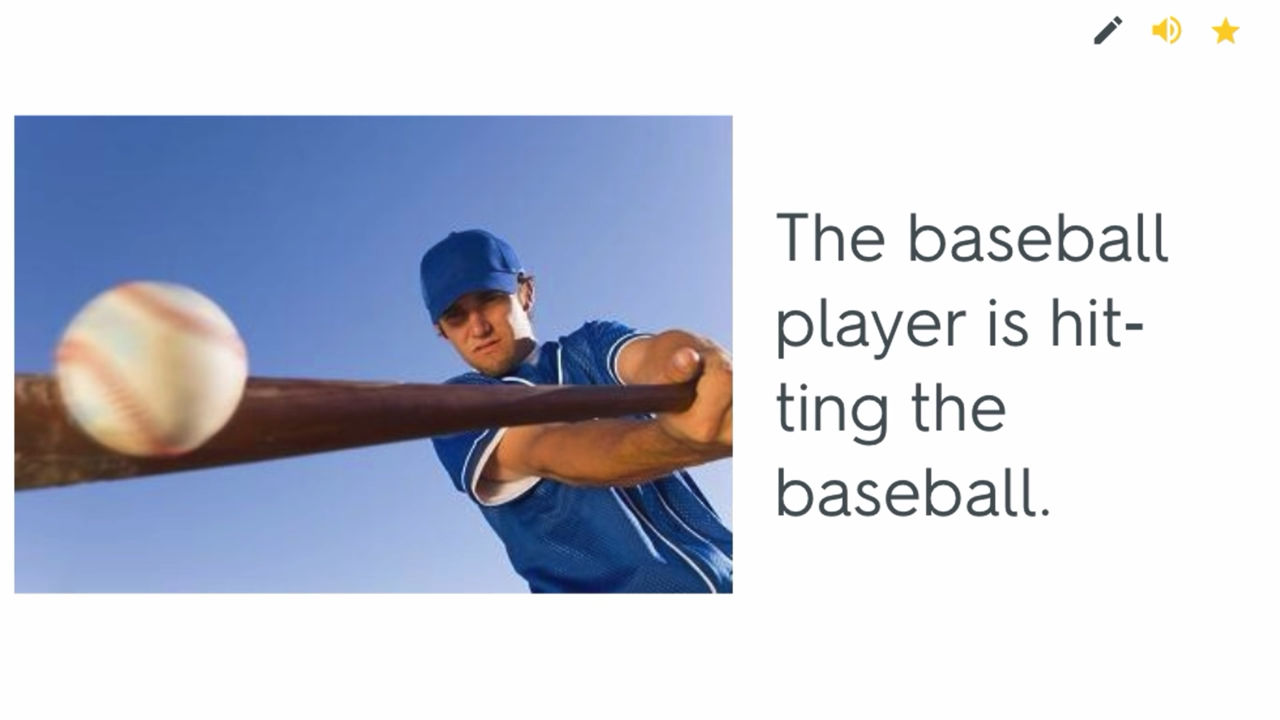 The baseball
player is hit-
ting the
baseball.